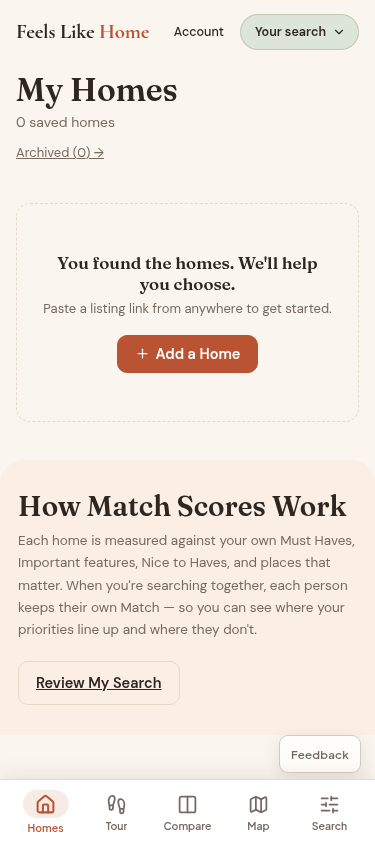 Feels Like Home
Account
Your search
My Homes
0 saved homes
Archived (0) →
You found the homes. We'll help
you choose.
Paste a listing link from anywhere to get started.
+ Add a Home
How Match Scores Work
Each home is measured against your own Must Haves,
Important features, Nice to Haves, and places that
matter. When you're searching together, each person
keeps their own Match — so you can see where your
priorities line up and where they don't.
Review My Search
Feedback
Homes
Tour
Compare
Map
Search